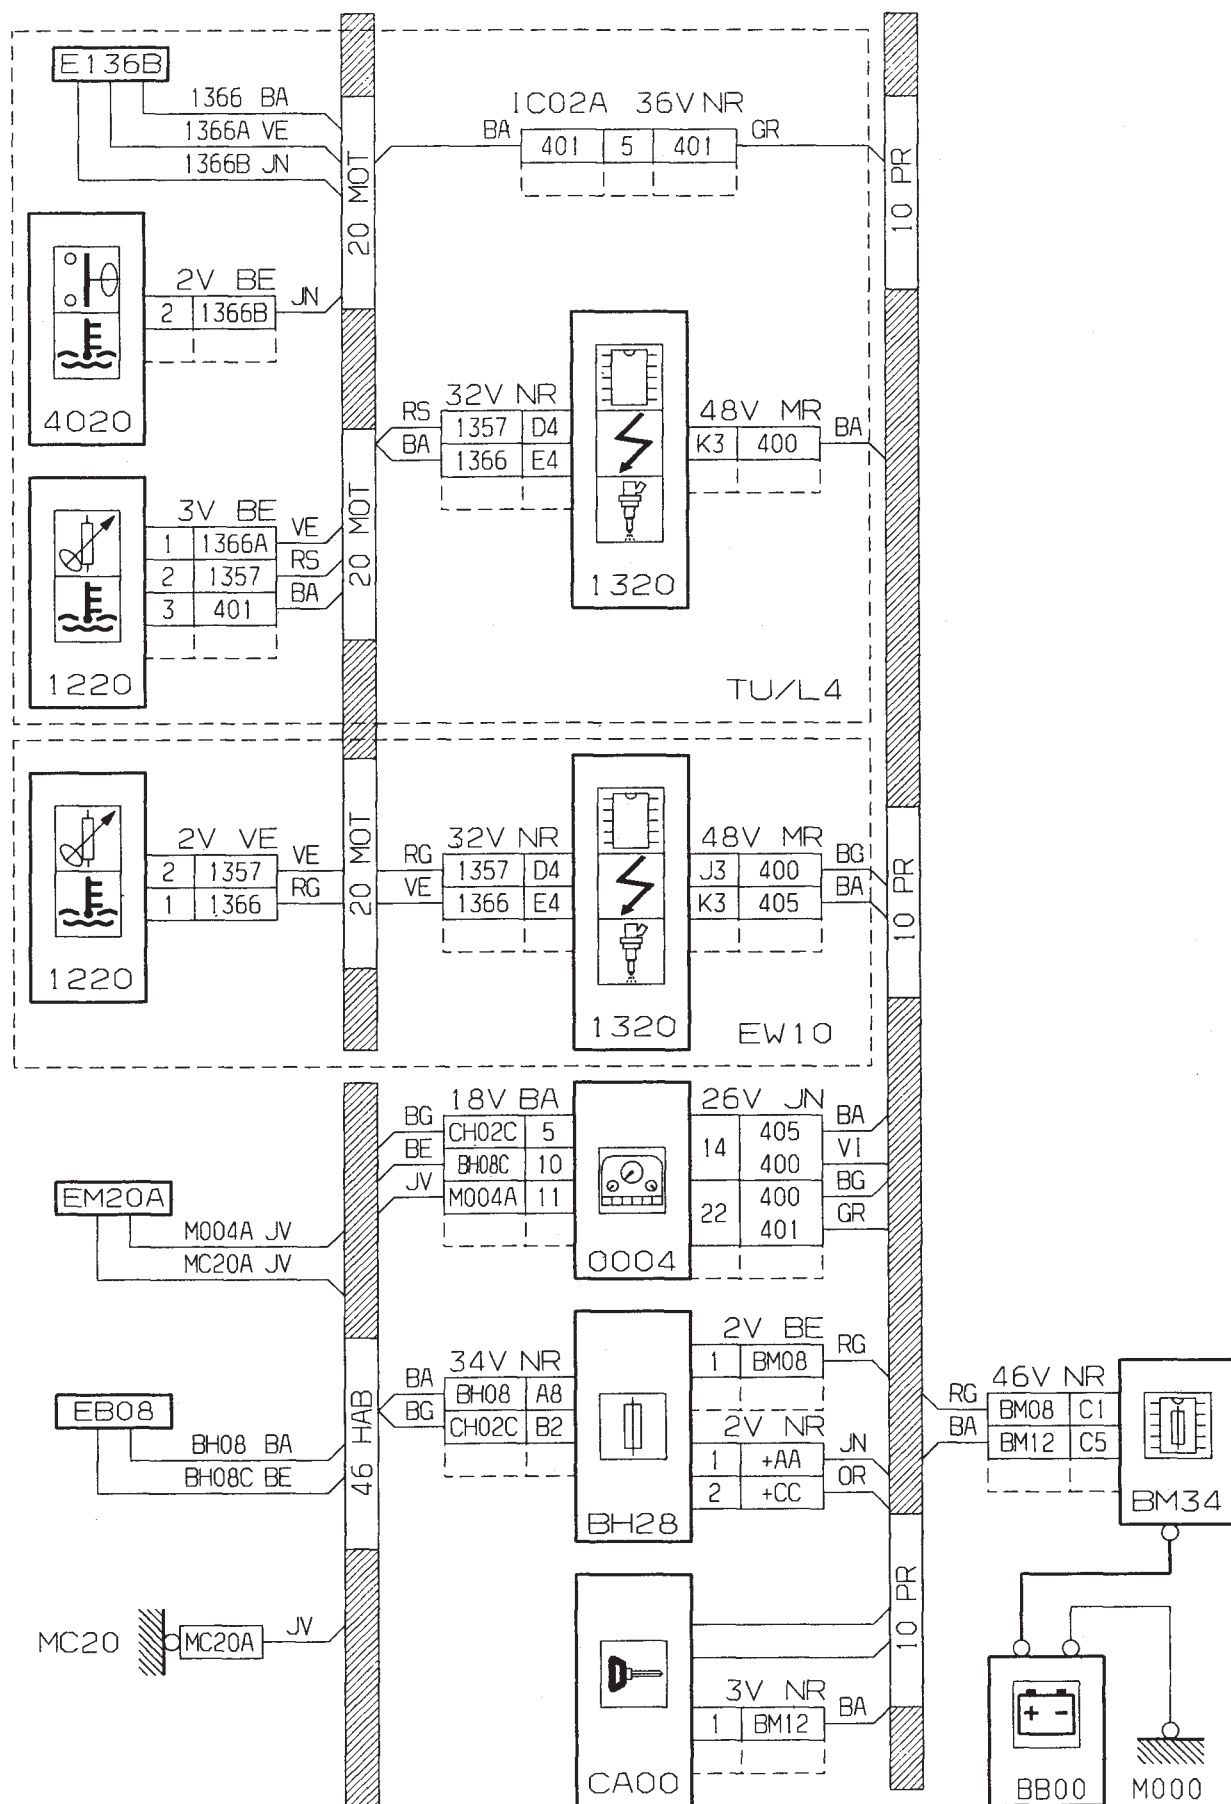 E136B
1366 BA
1366A VE
1366B JN
20 MOT
1C02A 36V NR
BA 401 5 401 GR
10 PR
2V BE
2 1366B JN
4020
32V NR
RS 1357 D4
BA 1366 E4
48V MR
K3 400 BA
1320
20 MOT
3V BE
1 1366A VE
2 1357 RS
3 401 BA
1220
TU/L4
2V VE
2 1357 VE
1 1366 RG
1220
20 MOT
32V NR
RG 1357 D4
VE 1366 E4
48V MR
J3 400 BG
K3 405 BA
1320
10 PR
EW10
18V BA
BG CH02C 5
BE BH08C 10
JV M004A 11
26V JN
14 405 BA
400 VI
22 400 BG
401 GR
0004
EM20A
M004A JV
MC20A JV
34V NR
BA BH08 A8
BG CH02C B2
2V BE
1 BM08 RG
2V NR
1 +AA JN
2 +CC OR
BH28
46 HAB
EB08
BH08 BA
BH08C BE
46V NR
RG BM08 C1
BA BM12 C5
BM34
10 PR
MC20 MC20A JV
3V NR
1 BM12 BA
CA00
+ -
BB00
M000